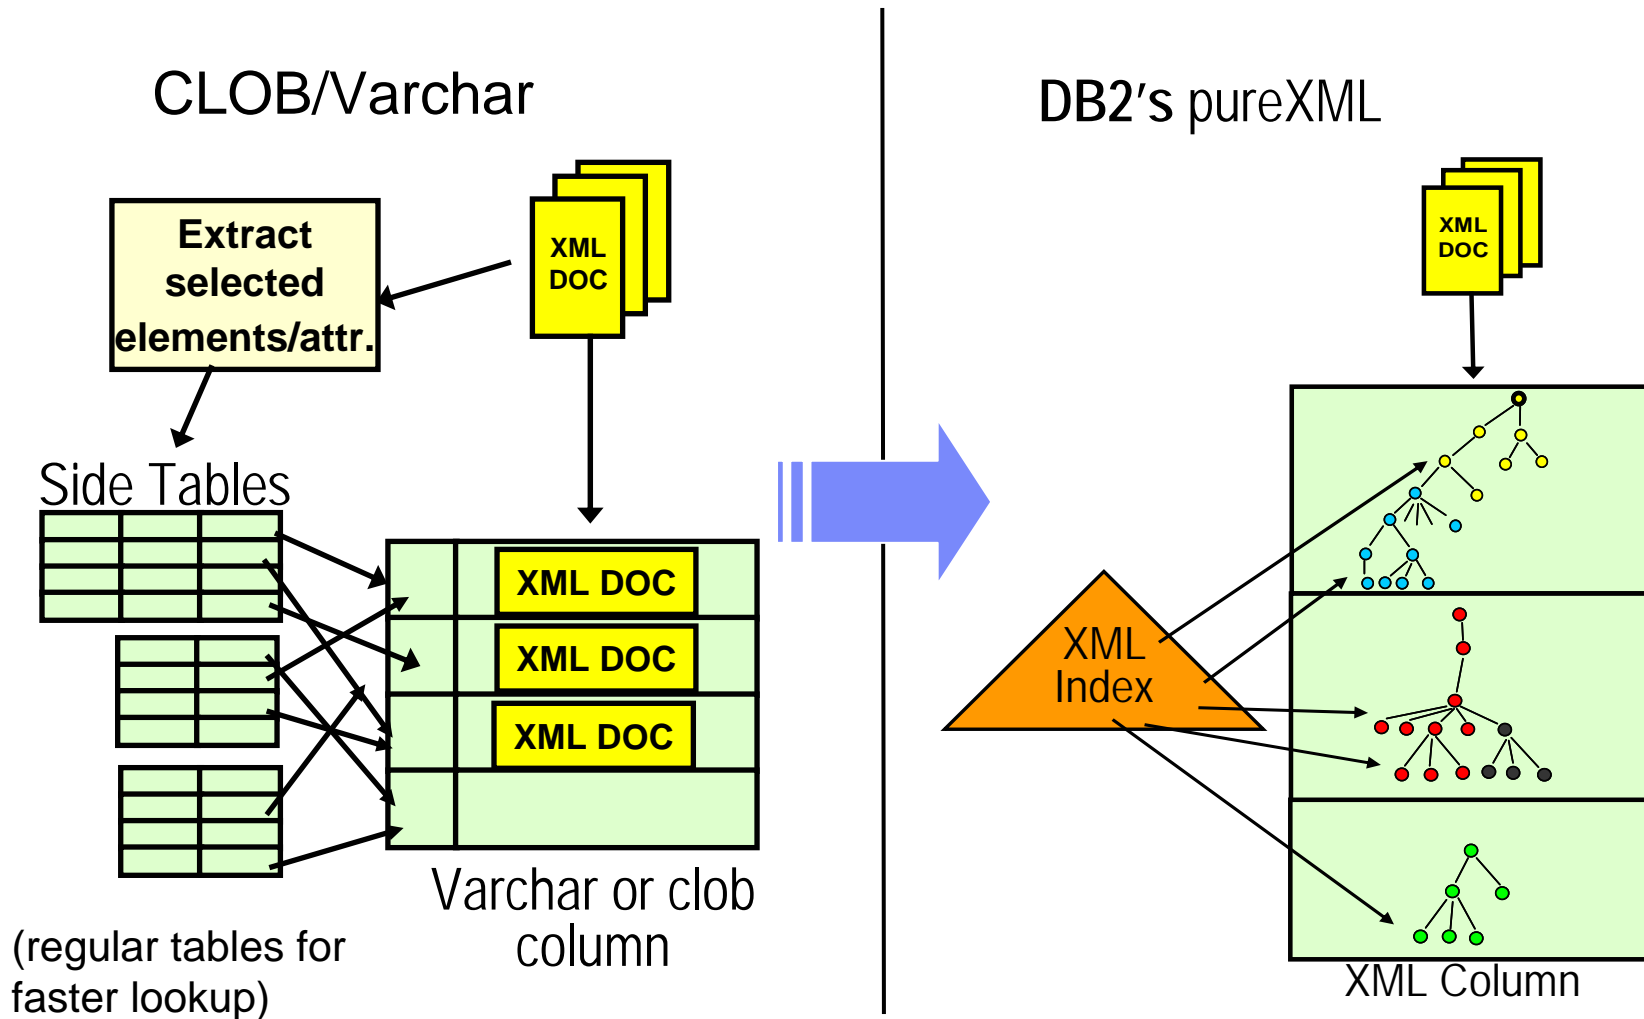 CLOB/Varchar
Extract
selected
elements/attr.
XML
DOC
Side Tables
XML DOC
XML DOC
XML DOC
Varchar or clob
column
(regular tables for
faster lookup)
DB2's pureXML
XML
DOC
XML
Index
XML Column